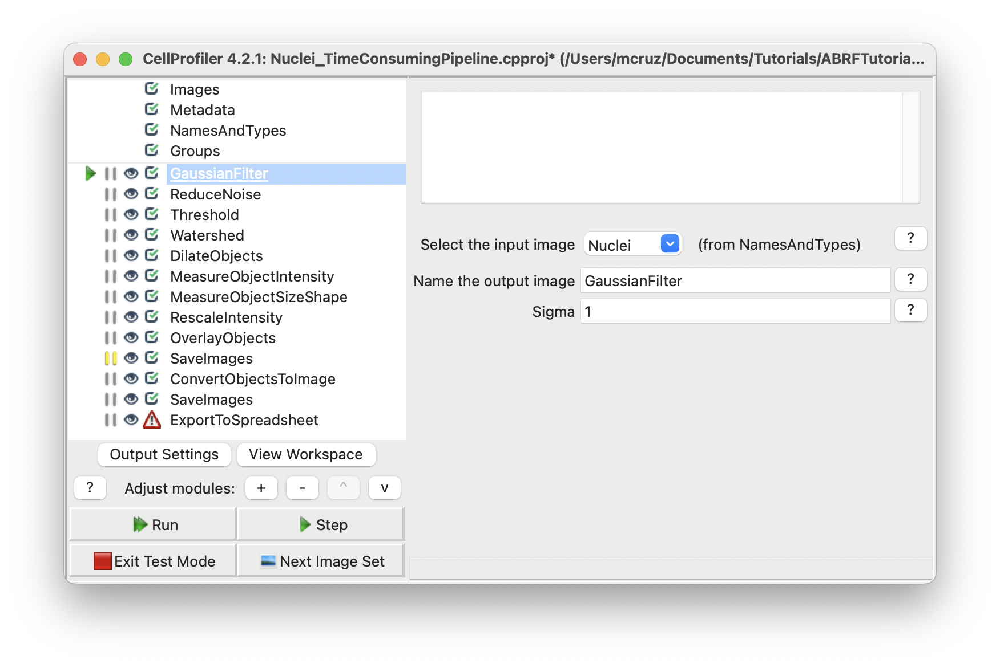 CellProfiler 4.2.1: Nuclei_TimeConsumingPipeline.cpproj* (/Users/mcruz/Documents/Tutorials/ABRFTutoria...
Images
Metadata
NamesAndTypes
Groups
GaussianFilter
ReduceNoise
Threshold
Watershed
DilateObjects
MeasureObjectIntensity
MeasureObjectSizeShape
RescaleIntensity
OverlayObjects
SaveImages
ConvertObjectsToImage
SaveImages
ExportToSpreadsheet
Output Settings View Workspace
? Adjust modules: + - ^ v
Run Step
Exit Test Mode Next Image Set
Select the input image Nuclei (from NamesAndTypes) ?
Name the output image GaussianFilter ?
Sigma 1 ?